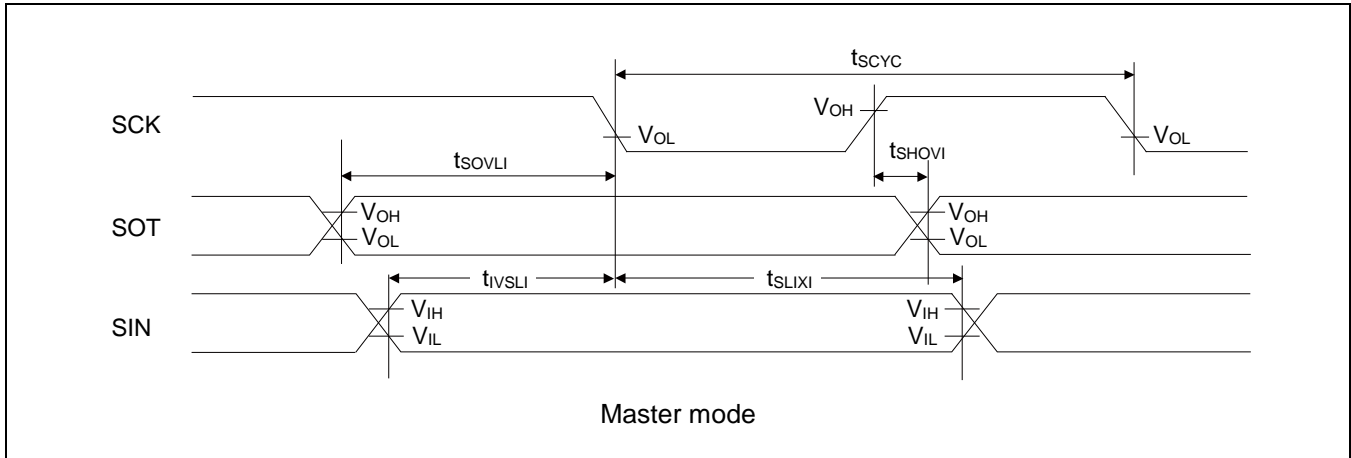 tSCYC
SCK
VOH
VOL
VOL
tSHOVI
tSOVLI
SOT
VOH
VOL
VOH
VOL
tIVSLI
tSLIXI
SIN
VIH
VIL
VIH
VIL
Master mode